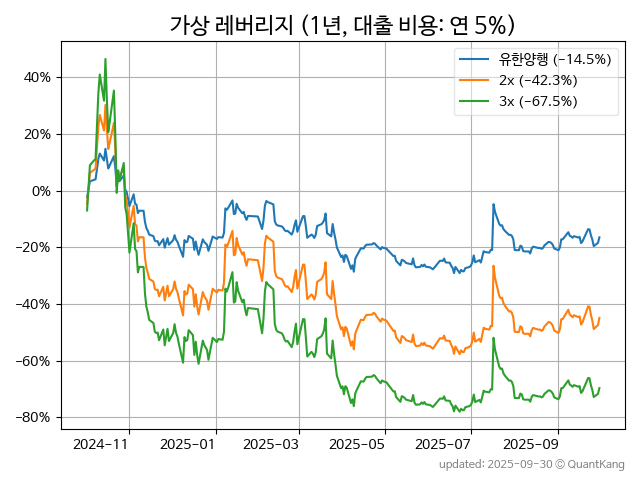 가상 레버리지 (1년, 대출 비용: 연 5%)
유한양행 (-14.5%)
2x (-42.3%)
3x (-67.5%)
40%
20%
0%
-20%
-40%
-60%
-80%
2024-11 2025-01 2025-03 2025-05 2025-07 2025-09
updated: 2025-09-30 © QuantKang